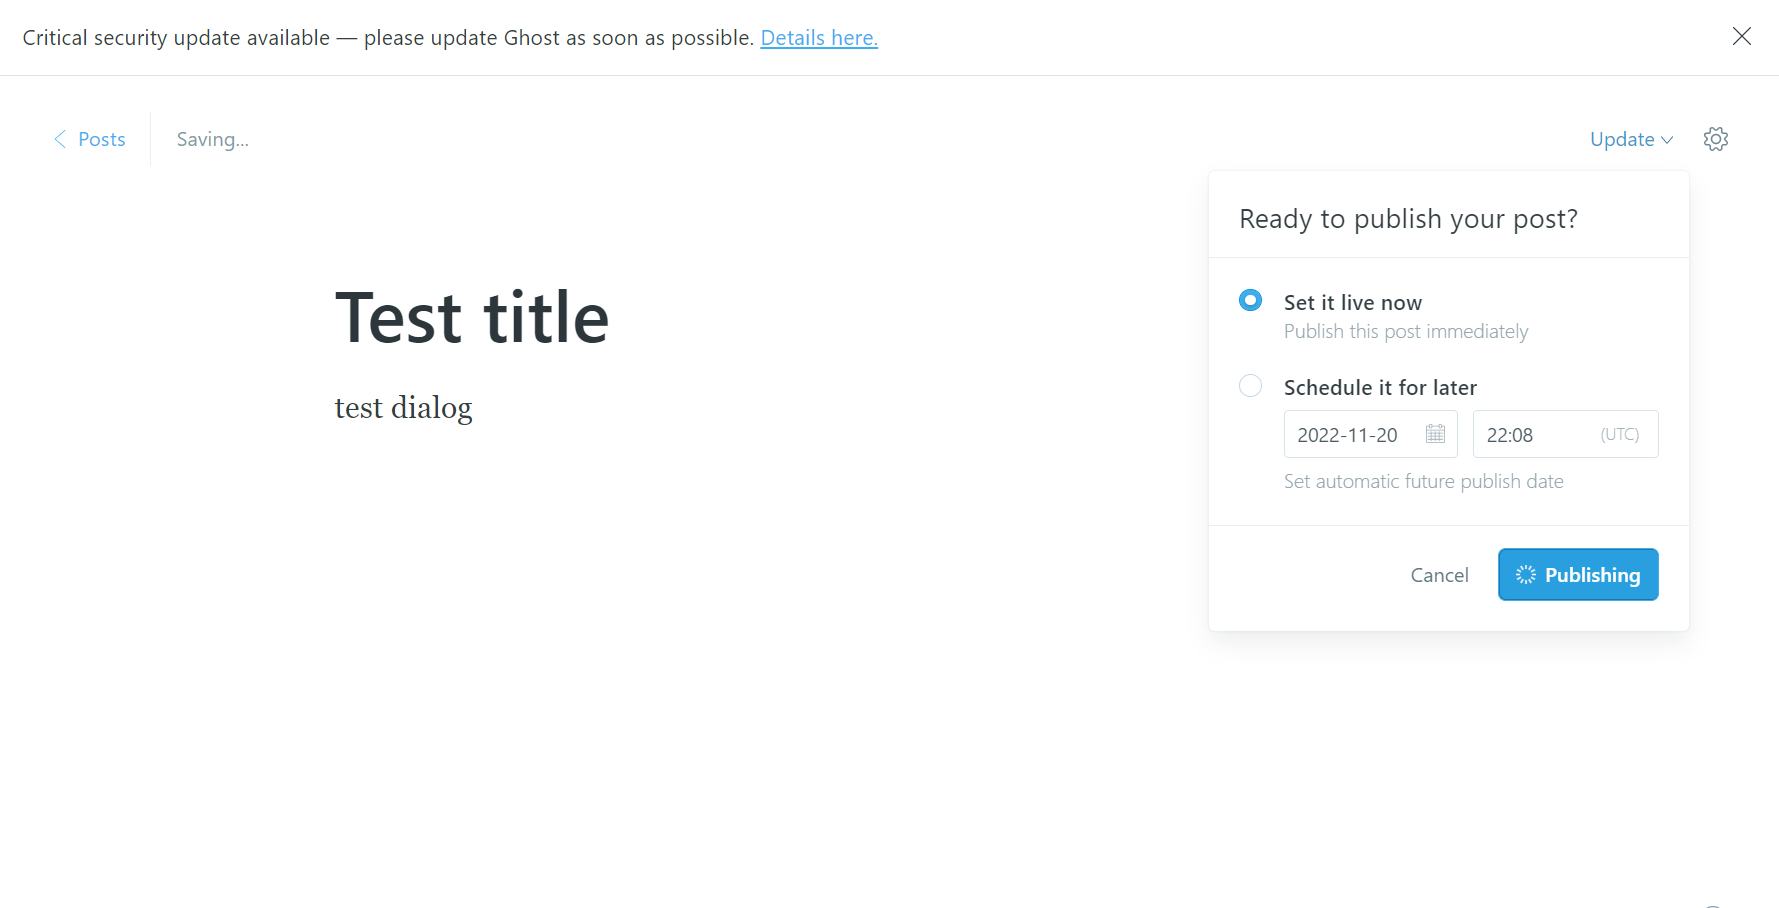 Critical security update available — please update Ghost as soon as possible. Details here.
Posts
Saving...
Update
Ready to publish your post?
Test title
Set it live now
Publish this post immediately
Schedule it for later
test dialog
2022-11-20
22:08 (UTC)
Set automatic future publish date
Cancel
Publishing